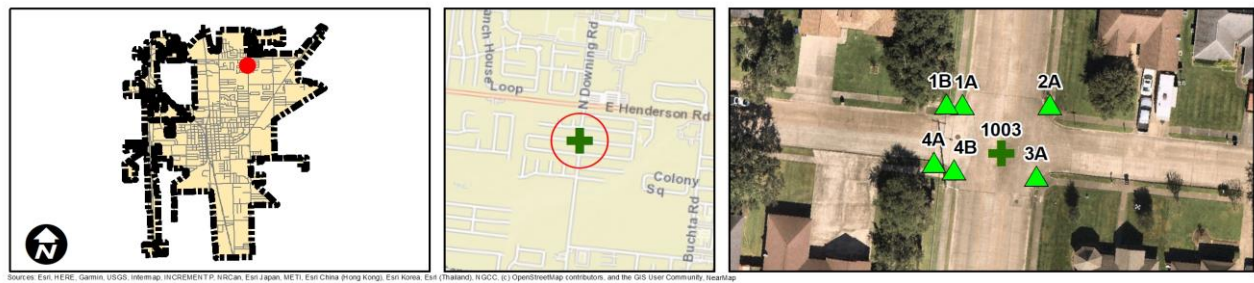 N
Sources: Esri, HERE, Garmin, USGS, Intermap, INCREMENT P, NRCan, Esri Japan, METI, Esri China (Hong Kong), Esri Korea, Esri (Thailand), NGCC, (c) OpenStreetMap contributors, and the GIS User Community, NearMap
anch House
Loop
N Downing Rd
E Henderson Rd
Colony
Sq
Buchta Rd
1B 1A 2A
1003
4A 4B 3A